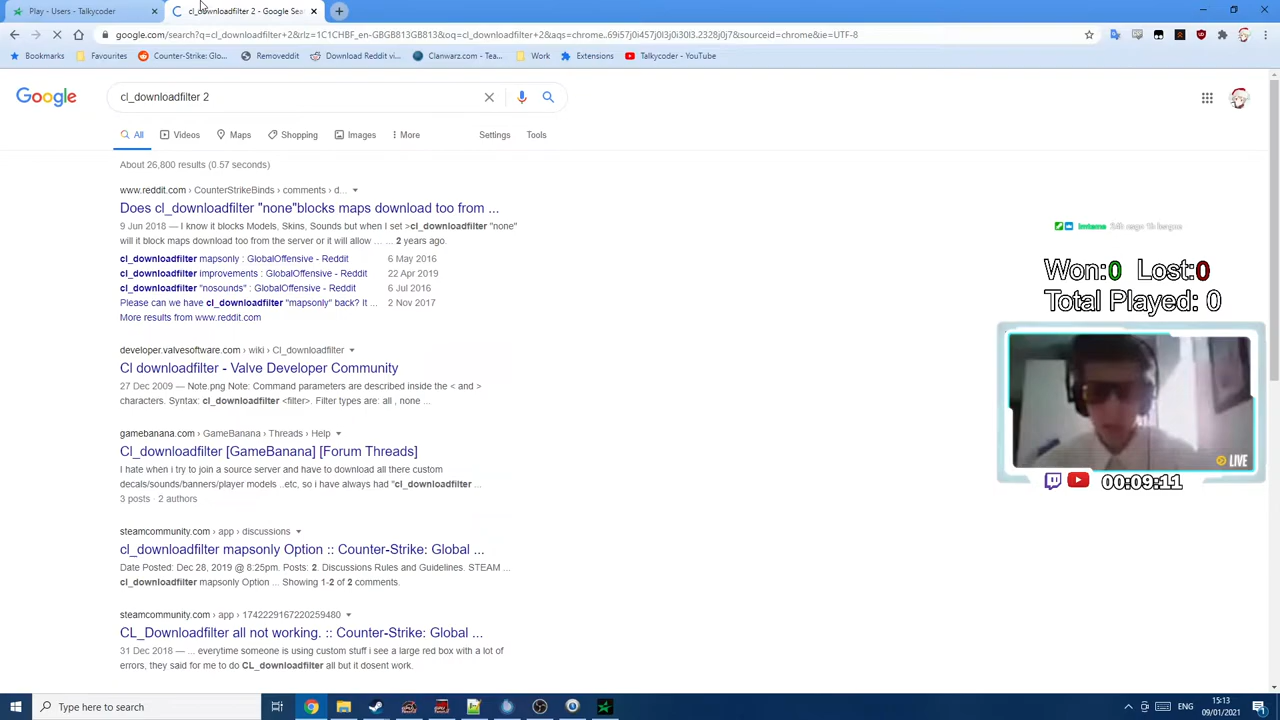 Play - Users - Talkycoder
cl_downloadfilter 2 - Google Sea
google.com/search?q=cl_downloadfilter+2&rlz=1C1CHBF_en-GBGB813GB813&oq=cl_downloadfilter+2&aqs=chrome..69i57j0i457j0l3j0i30l3.2328j0j7&sourceid=chrome&ie=UTF-8
Bookmarks
Favourites
Counter-Strike: Glo...
Removeddit
Download Reddit vi...
Clanwarz.com - Tea...
Work
Extensions
Talkycoder - YouTube
Google
cl_downloadfilter 2
All
Videos
Maps
Shopping
Images
More
Settings
Tools
About 26,800 results (0.57 seconds)
www.reddit.com › CounterStrikeBinds › comments › d...
Does cl_downloadfilter "none"blocks maps download too from ...
9 Jun 2018 — I know it blocks Models, Skins, Sounds but when I set >cl_downloadfilter "none"
will it block maps download too from the server or it will allow … ... 2 years ago.
cl_downloadfilter mapsonly : GlobalOffensive - Reddit 6 May 2016
cl_downloadfilter improvements : GlobalOffensive - Reddit 22 Apr 2019
cl_downloadfilter "nosounds" : GlobalOffensive - Reddit 6 Jul 2016
Please can we have cl_downloadfilter "mapsonly" back? It ... 2 Nov 2017
More results from www.reddit.com
developer.valvesoftware.com › wiki › Cl_downloadfilter
Cl downloadfilter - Valve Developer Community
27 Dec 2009 — Note.png Note: Command parameters are described inside the < and >
characters. Syntax: cl_downloadfilter <filter>. Filter types are: all , none ...
gamebanana.com › GameBanana › Threads › Help
Cl_downloadfilter [GameBanana] [Forum Threads]
I hate when i try to join a source server and have to download all there custom
decals/sounds/banners/player models ..etc, so i have always had "cl_downloadfilter ...
3 posts · 2 authors
steamcommunity.com › app › discussions
cl_downloadfilter mapsonly Option :: Counter-Strike: Global ...
Date Posted: Dec 28, 2019 @ 8:25pm. Posts: 2. Discussions Rules and Guidelines. STEAM ...
cl_downloadfilter mapsonly Option ... Showing 1-2 of 2 comments.
steamcommunity.com › app › 1742229167220259480
CL_Downloadfilter all not working. :: Counter-Strike: Global ...
31 Dec 2018 — ... everytime someone is using custom stuff i see a large red box with a lot of
errors, they said for me to do CL_downloadfilter all but it dosent work.
Won:0 Lost:0
Total Played: 0
LIVE
00:09:11
Type here to search
ENG
15:13
09/01/2021